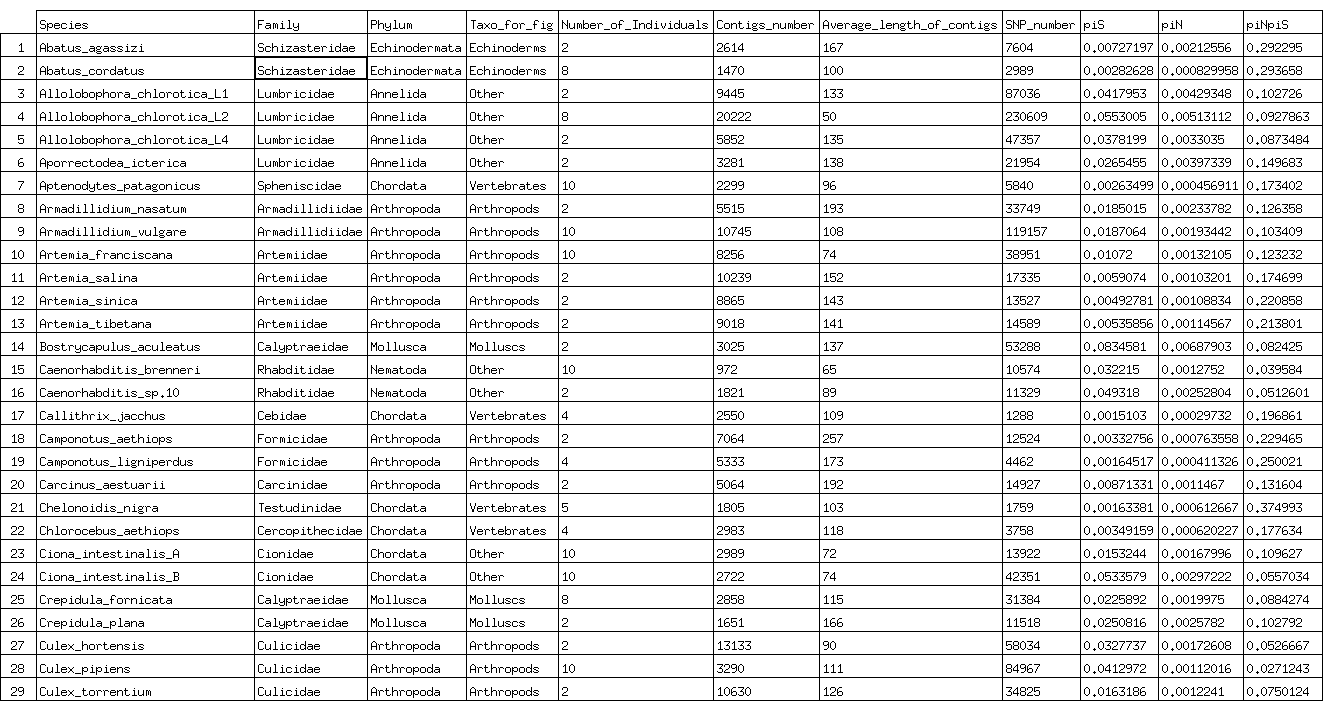 Species Family Phylum Taxo_for_fig Number_of_Individuals Contigs_number Average_length_of_contigs SNP_number piS piN piNpiS
1 Abatus_agassizi Schizasteridae Echinodermata Echinoderms 2 2614 167 7604 0.00727197 0.00212556 0.292295
2 Abatus_cordatus Schizasteridae Echinodermata Echinoderms 8 1470 100 2989 0.00282628 0.000829958 0.293658
3 Allolobophora_chlorotica_L1 Lumbricidae Annelida Other 2 9445 133 87036 0.0417953 0.00429348 0.102726
4 Allolobophora_chlorotica_L2 Lumbricidae Annelida Other 8 20222 50 230609 0.0553005 0.00513112 0.0927863
5 Allolobophora_chlorotica_L4 Lumbricidae Annelida Other 2 5852 135 47357 0.0378199 0.0033035 0.0873484
6 Aporrectodea_icterica Lumbricidae Annelida Other 2 3281 138 21954 0.0265455 0.00397339 0.149683
7 Aptenodytes_patagonicus Spheniscidae Chordata Vertebrates 10 2299 96 5840 0.00263499 0.000456911 0.173402
8 Armadillidium_nasatum Armadillidiidae Arthropoda Arthropods 2 5515 193 33749 0.0185015 0.00233782 0.126358
9 Armadillidium_vulgare Armadillidiidae Arthropoda Arthropods 10 10745 108 119157 0.0187064 0.00193442 0.103409
10 Artemia_franciscana Artemiidae Arthropoda Arthropods 10 8256 74 38951 0.01072 0.00132105 0.123232
11 Artemia_salina Artemiidae Arthropoda Arthropods 2 10239 152 17335 0.0059074 0.00103201 0.174699
12 Artemia_sinica Artemiidae Arthropoda Arthropods 2 8865 143 13527 0.00492781 0.00108834 0.220858
13 Artemia_tibetana Artemiidae Arthropoda Arthropods 2 9018 141 14589 0.00535856 0.00114567 0.213801
14 Bostrycapulus_aculeatus Calyptraeidae Mollusca Molluscs 2 3025 137 53288 0.0834581 0.00687903 0.082425
15 Caenorhabditis_brenneri Rhabditidae Nematoda Other 10 972 65 10574 0.032215 0.0012752 0.039584
16 Caenorhabditis_sp.10 Rhabditidae Nematoda Other 2 1821 89 11329 0.049318 0.00252804 0.0512601
17 Callithrix_jacchus Cebidae Chordata Vertebrates 4 2550 109 1288 0.0015103 0.00029732 0.196861
18 Camponotus_aethiops Formicidae Arthropoda Arthropods 2 7064 257 12524 0.00332756 0.000763558 0.229465
19 Camponotus_ligniperdus Formicidae Arthropoda Arthropods 4 5333 173 4462 0.00164517 0.000411326 0.250021
20 Carcinus_aestuarii Carcinidae Arthropoda Arthropods 2 5064 192 14927 0.00871331 0.0011467 0.131604
21 Chelonoidis_nigra Testudinidae Chordata Vertebrates 5 1805 103 1759 0.00163381 0.000612667 0.374993
22 Chlorocebus_aethiops Cercopithecidae Chordata Vertebrates 4 2983 118 3758 0.00349159 0.000620227 0.177634
23 Ciona_intestinalis_A Cionidae Chordata Other 10 2989 72 13922 0.0153244 0.00167996 0.109627
24 Ciona_intestinalis_B Cionidae Chordata Other 10 2722 74 42351 0.0533579 0.00297222 0.0557034
25 Crepidula_fornicata Calyptraeidae Mollusca Molluscs 8 2858 115 31384 0.0225892 0.0019975 0.0884274
26 Crepidula_plana Calyptraeidae Mollusca Molluscs 2 1651 166 11518 0.0250816 0.0025782 0.102792
27 Culex_hortensis Culicidae Arthropoda Arthropods 2 13133 90 58034 0.0327737 0.00172608 0.0526667
28 Culex_pipiens Culicidae Arthropoda Arthropods 10 3290 111 84967 0.0412972 0.00112016 0.0271243
29 Culex_torrentium Culicidae Arthropoda Arthropods 2 10630 126 34825 0.0163186 0.0012241 0.0750124